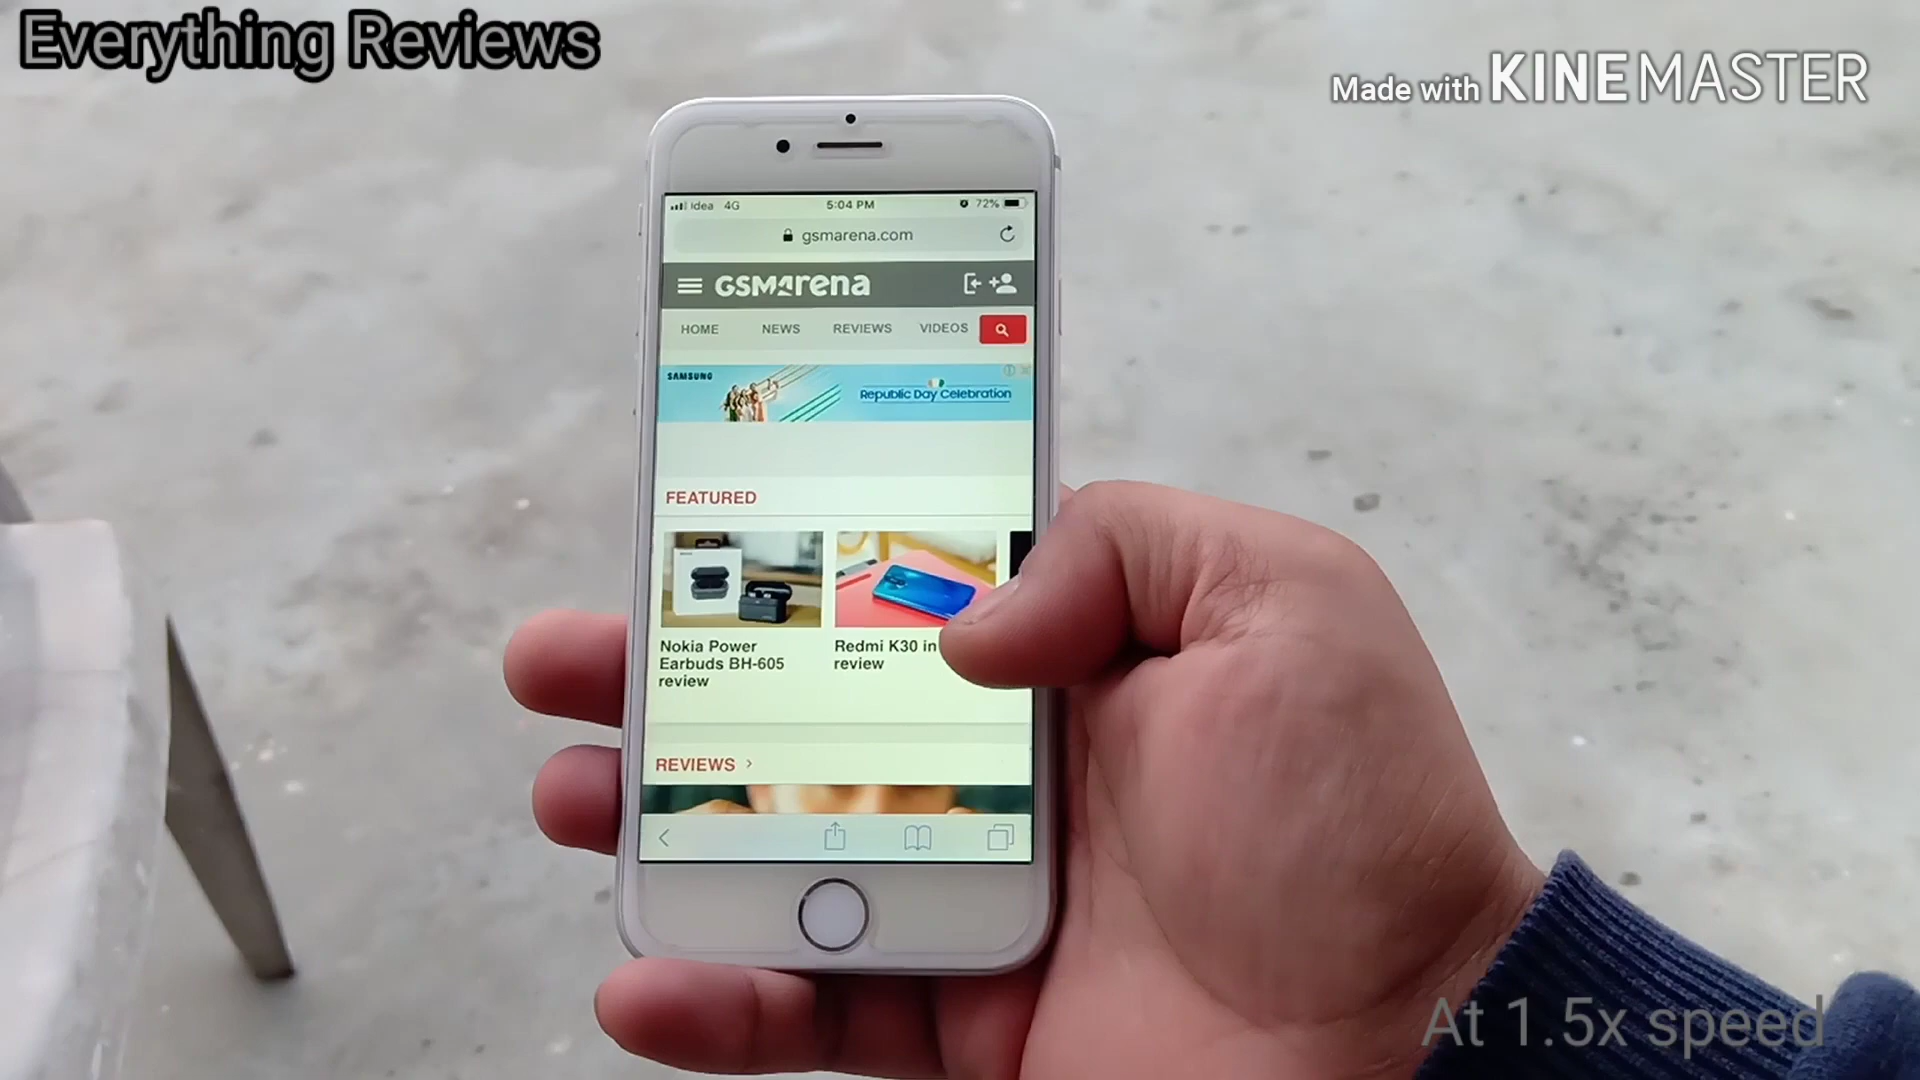 Everything Reviews
Made with KINEMASTER
Idea 4G 5:04 PM 72%
gsmarena.com
GSMArena
HOME NEWS REVIEWS VIDEOS
SAMSUNG
Republic Day Celebration
FEATURED
Nokia Power
Earbuds BH-605
review
Redmi K30 in
review
REVIEWS >
At 1.5x speed